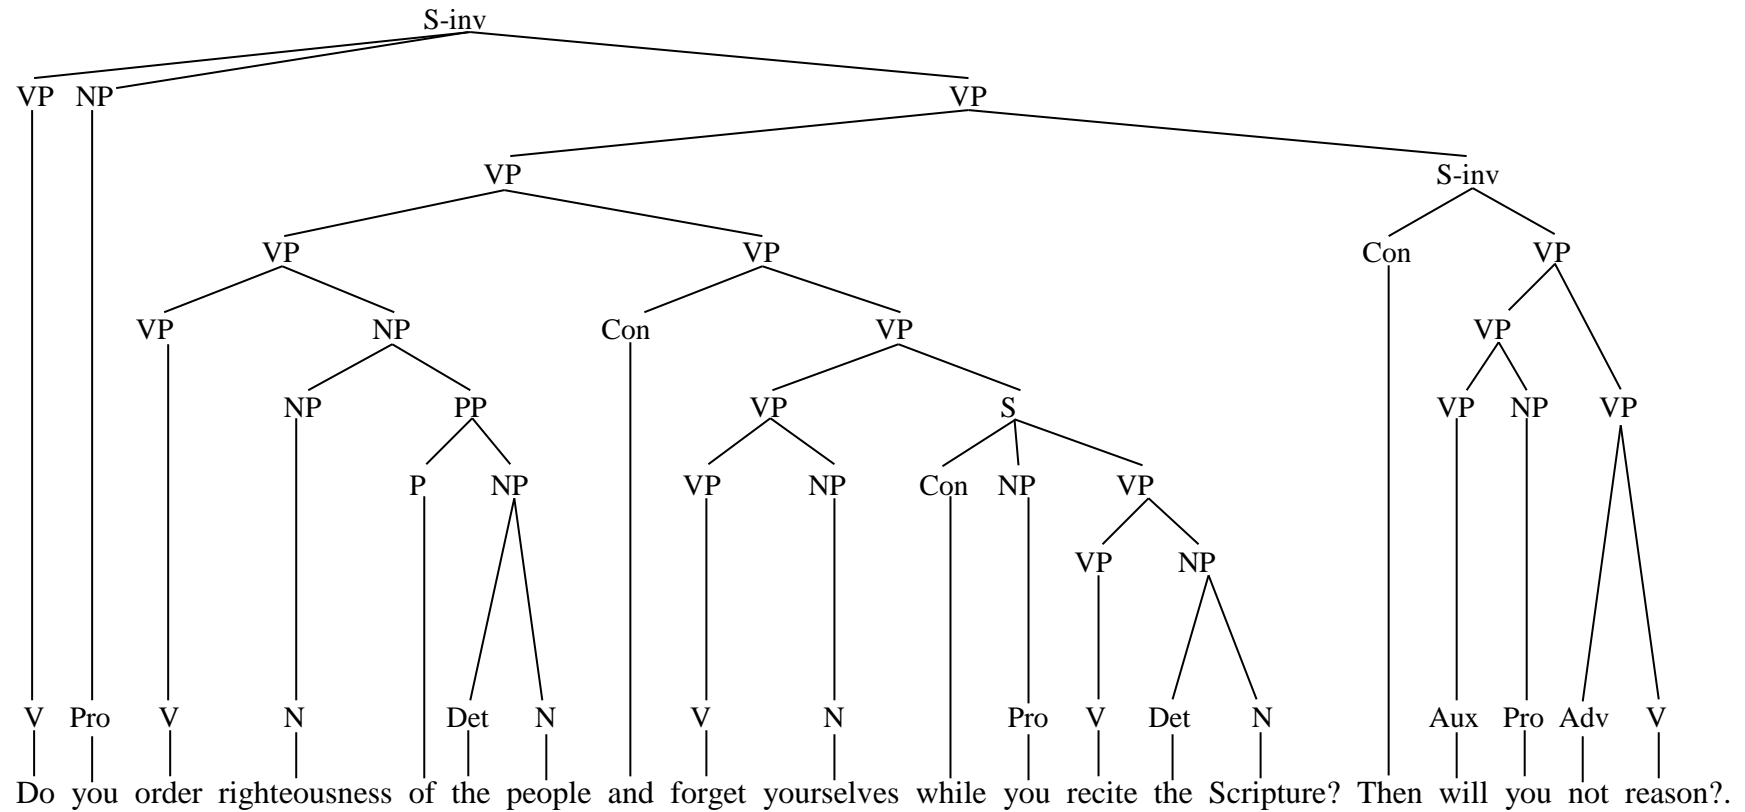 S-inv
VP NP VP
VP S-inv
VP VP Con VP
VP NP Con VP VP
NP PP VP S VP NP VP
P NP VP NP Con NP VP
VP NP
V Pro V N Det N V N Pro V Det N Aux Pro Adv V
Do you order righteousness of the people and forget yourselves while you recite the Scripture? Then will you not reason?.